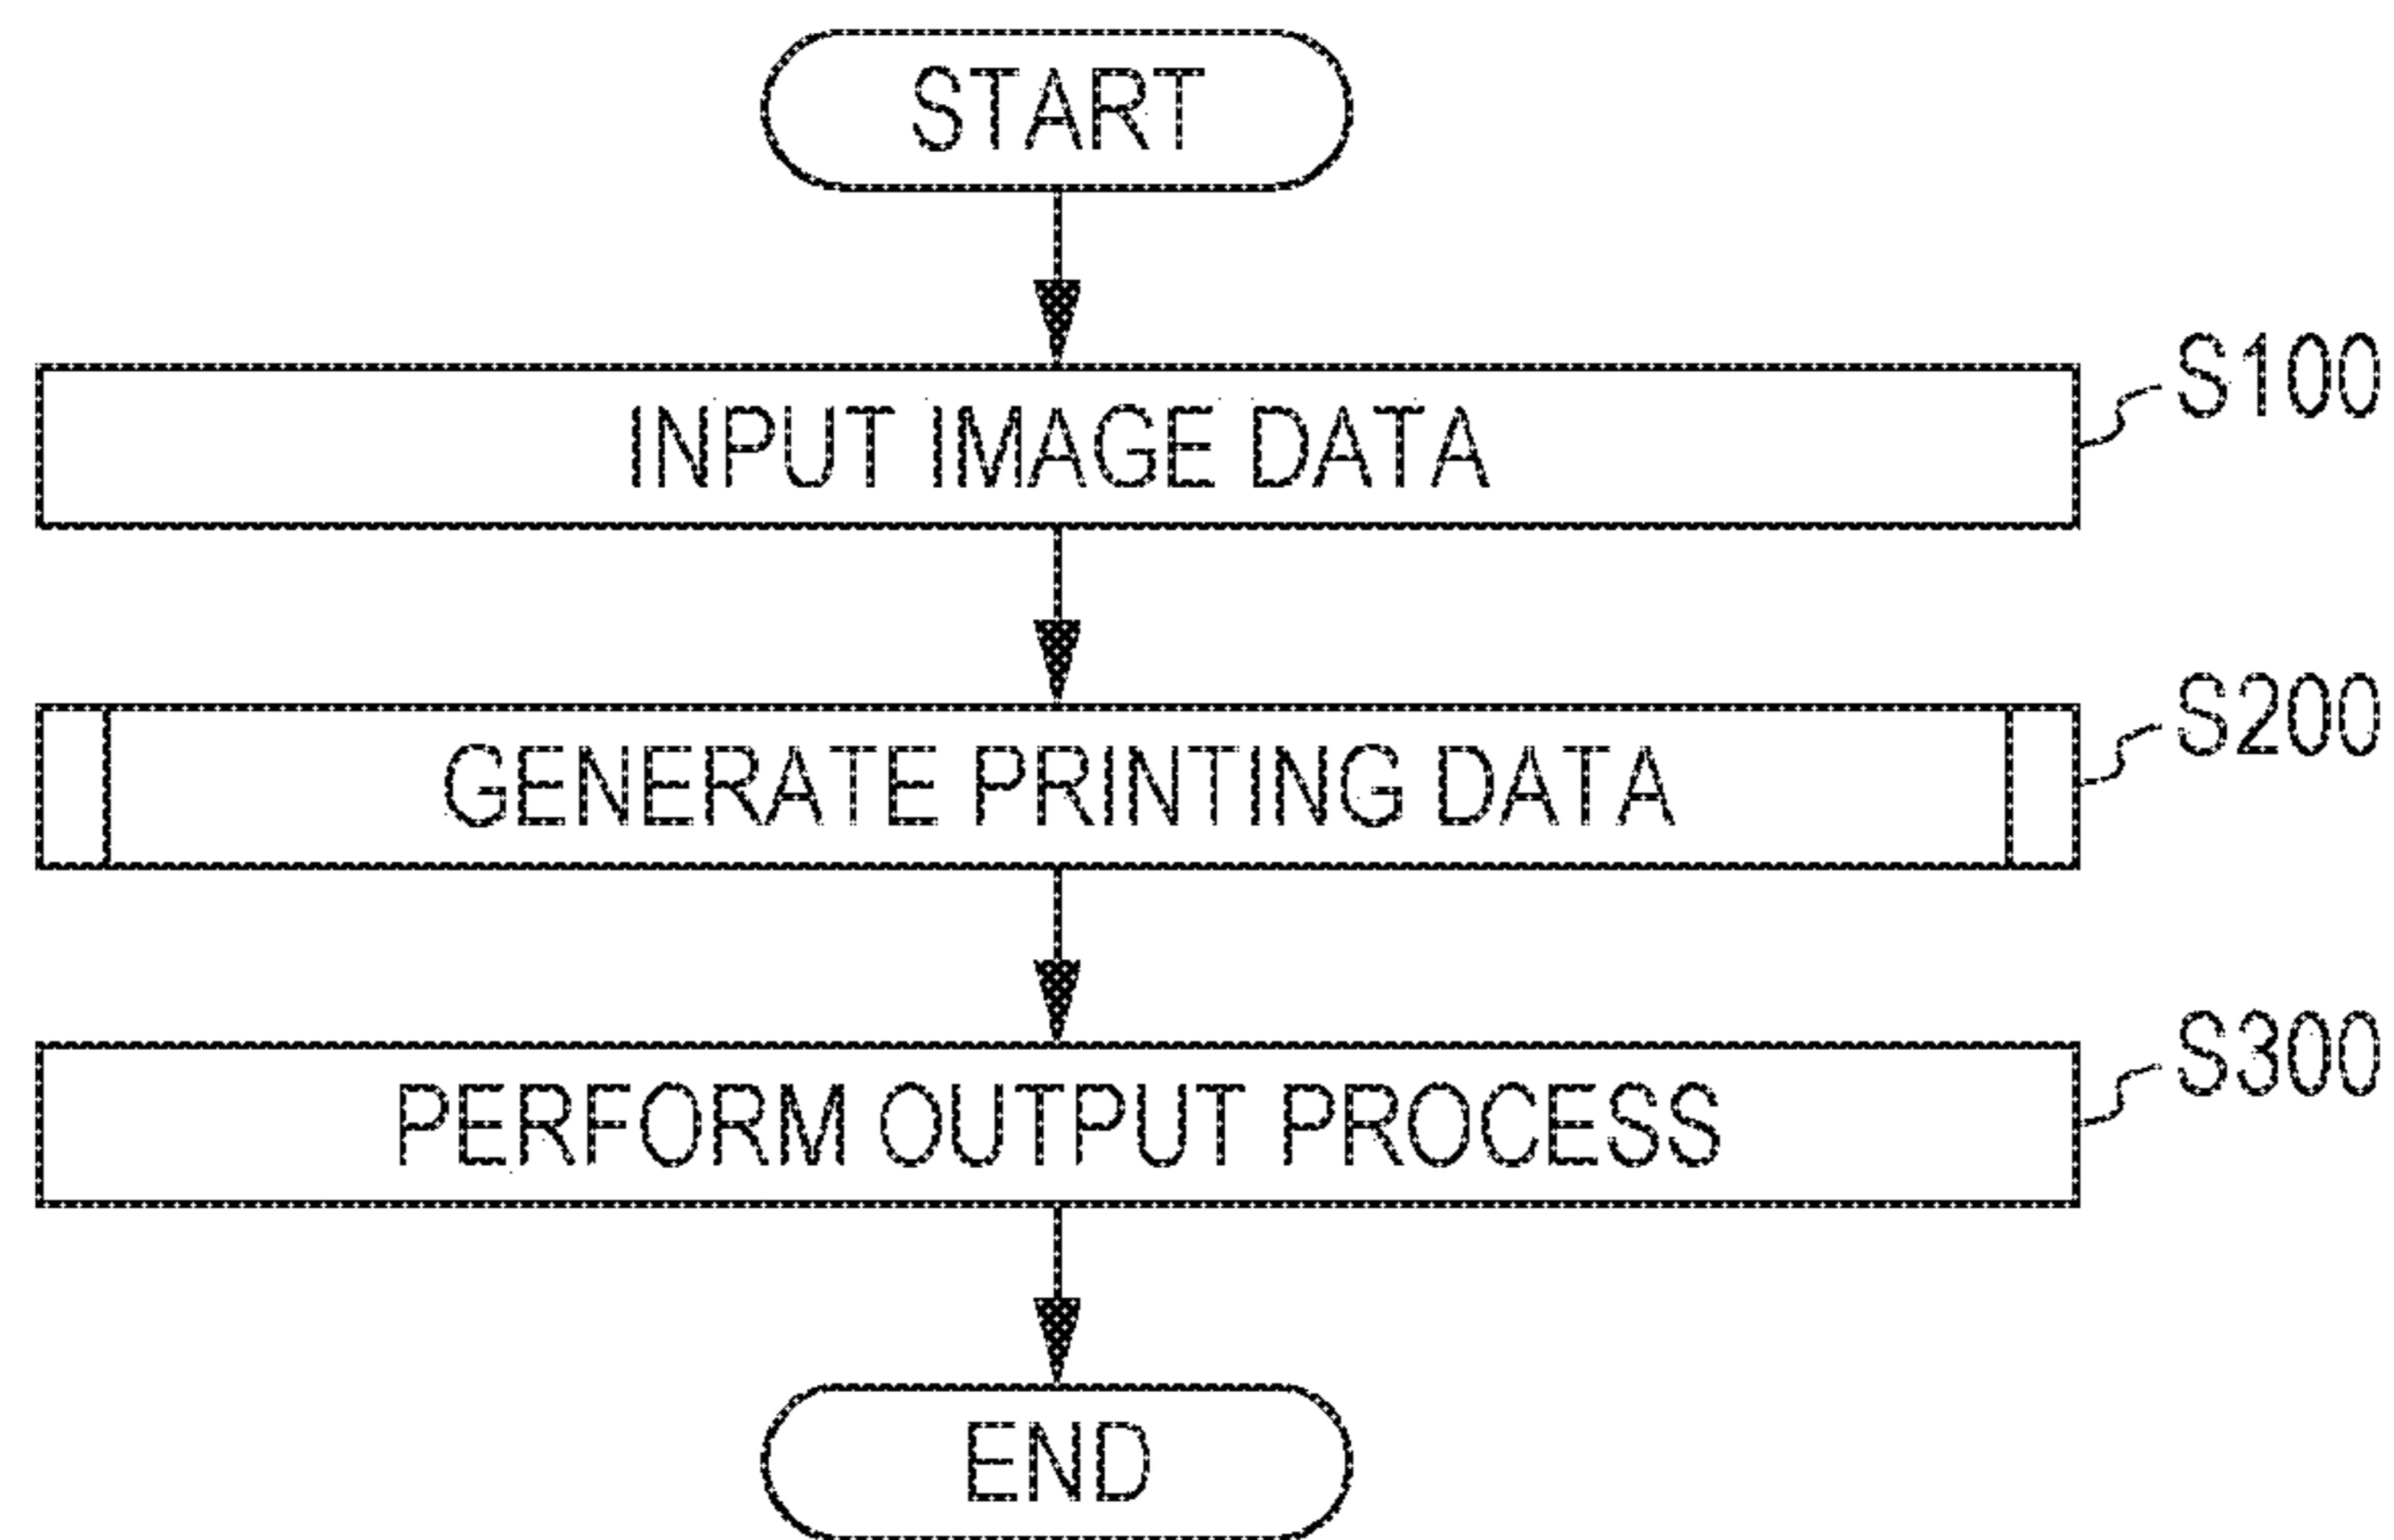 START
INPUT IMAGE DATA
S100
GENERATE PRINTING DATA
S200
PERFORM OUTPUT PROCESS
S300
END